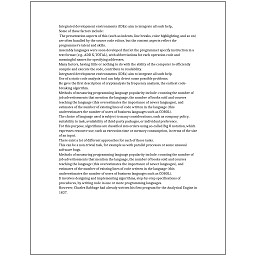 Integrated development environments (IDEs) aim to integrate all such help.
Some of these factors include:
The presentation aspects of this (such as indents, line breaks, color highlighting, and so on) are often handled by the source code editor, but the content aspects reflect the programmer's talent and skills.
Assembly languages were soon developed that let the programmer specify instruction in a text format (e.g., ADD X, TOTAL), with abbreviations for each operation code and meaningful names for specifying addresses.
Many factors, having little or nothing to do with the ability of the computer to efficiently compile and execute the code, contribute to readability.
Integrated development environments (IDEs) aim to integrate all such help.
Use of a static code analysis tool can help detect some possible problems.
He gave the first description of cryptanalysis by frequency analysis, the earliest code-breaking algorithm.
Methods of measuring programming language popularity include: counting the number of job advertisements that mention the language, the number of books sold and courses teaching the language (this overestimates the importance of newer languages), and estimates of the number of existing lines of code written in the language (this underestimates the number of users of business languages such as COBOL).
The choice of language used is subject to many considerations, such as company policy, suitability to task, availability of third-party packages, or individual preference.
For this purpose, algorithms are classified into orders using so-called Big O notation, which expresses resource use, such as execution time or memory consumption, in terms of the size of an input.
There exist a lot of different approaches for each of those tasks.
This can be a non-trivial task, for example as with parallel processes or some unusual software bugs.
Methods of measuring programming language popularity include: counting the number of job advertisements that mention the language, the number of books sold and courses teaching the language (this overestimates the importance of newer languages), and estimates of the number of existing lines of code written in the language (this underestimates the number of users of business languages such as COBOL).
It involves designing and implementing algorithms, step-by-step specifications of procedures, by writing code in one or more programming languages.
However, Charles Babbage had already written his first program for the Analytical Engine in 1837.